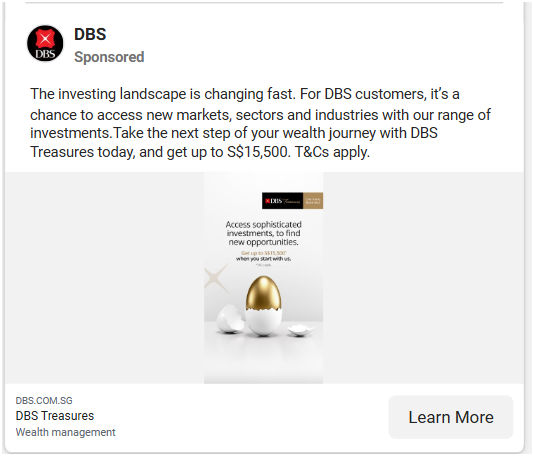 DBS
Sponsored
DBS
The investing landscape is changing fast. For DBS customers, it's a
chance to access new markets, sectors and industries with our range of
investments.Take the next step of your wealth journey with DBS
Treasures today, and get up to S$15,500. T&Cs apply.
DBS Treasures
Access sophisticated
investments, to find
new opportunities.
Get up to S$15,500
when you start with us.
DBS.COM.SG
DBS Treasures
Wealth management
Learn More